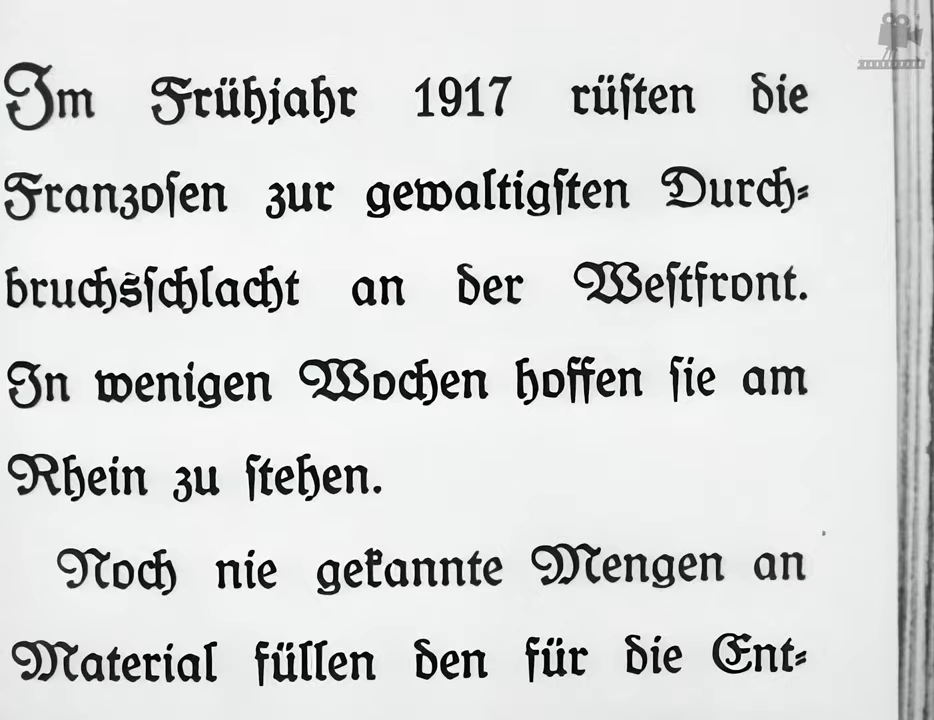 Im Frühjahr 1917 rüſten die
Franzoſen zur gewaltigſten Durch⸗
bruchsſchlacht an der Weſtfront.
In wenigen Wochen hoffen ſie am
Rhein zu ſtehen.
Noch nie gekannte Mengen an
Material füllen den für die Ent⸗